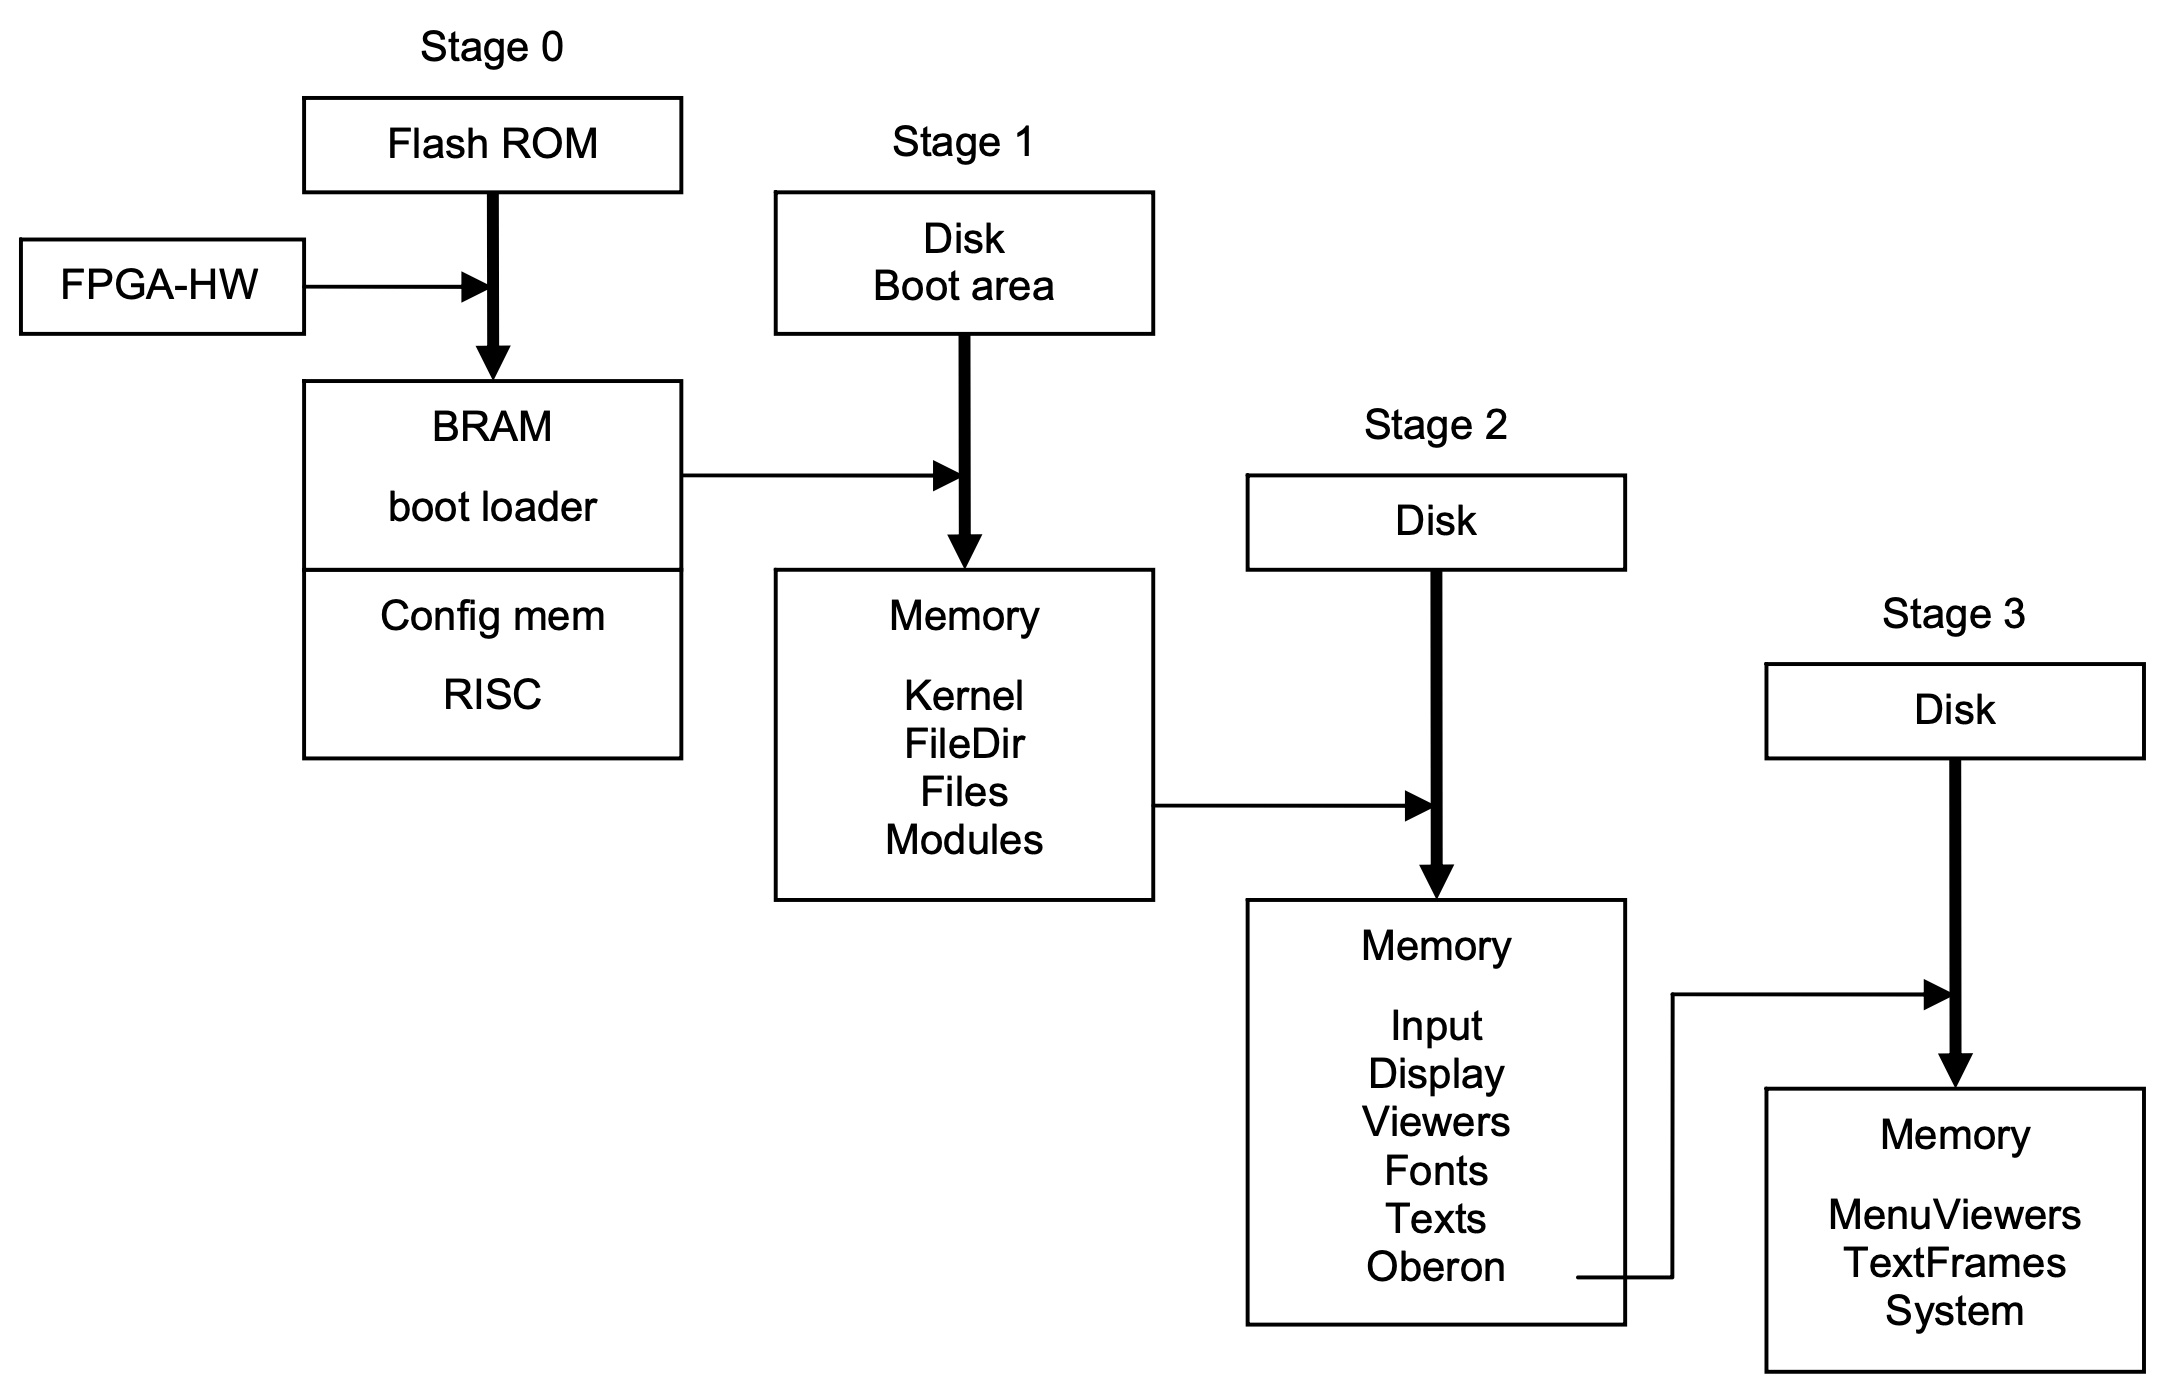 Stage 0
Flash ROM
FPGA-HW
BRAM
boot loader
Config mem
RISC
Stage 1
Disk
Boot area
Memory
Kernel
FileDir
Files
Modules
Stage 2
Disk
Memory
Input
Display
Viewers
Fonts
Texts
Oberon
Stage 3
Disk
Memory
MenuViewers
TextFrames
System